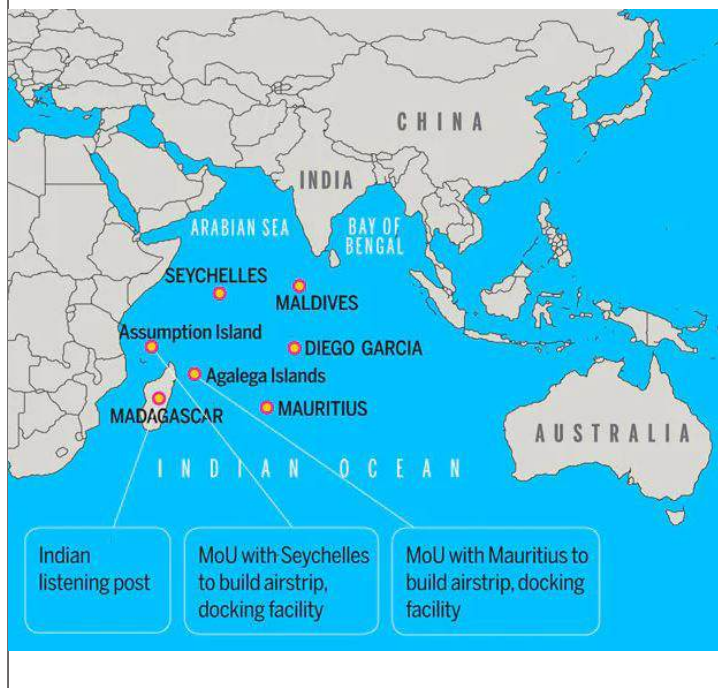 CHINA
INDIA
ARABIAN SEA
BAY OF
BENGAL
SEYCHELLES
MALDIVES
Assumption Island
DIEGO GARCIA
Agalega Islands
MADAGASCAR
MAURITIUS
AUSTRALIA
INDIAN OCEAN
Indian
listening post
MoU with Seychelles
to build airstrip,
docking facility
MoU with Mauritius to
build airstrip, docking
facility